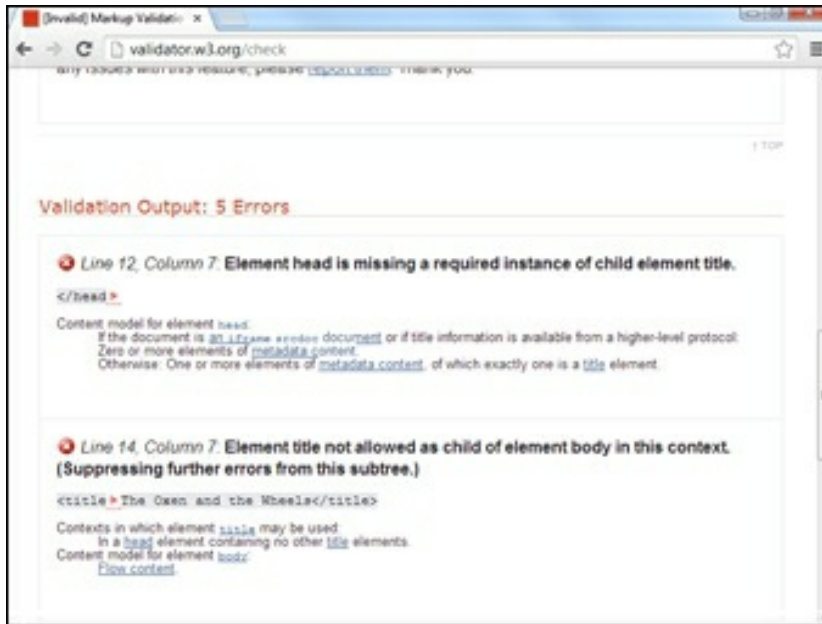 [Invalid] Markup Validatio
validator.w3.org/check
any issues with this feature, please report them. Thank you.
↑ TOP
Validation Output: 5 Errors
Line 12, Column 7: Element head is missing a required instance of child element title.
</head>
Content model for element head:
If the document is an iframe srcdoc document or if title information is available from a higher-level protocol:
Zero or more elements of metadata content.
Otherwise: One or more elements of metadata content, of which exactly one is a title element.
Line 14, Column 7: Element title not allowed as child of element body in this context.
(Suppressing further errors from this subtree.)
<title>The Oxen and the Wheels</title>
Contexts in which element title may be used:
In a head element containing no other title elements.
Content model for element body:
Flow content.